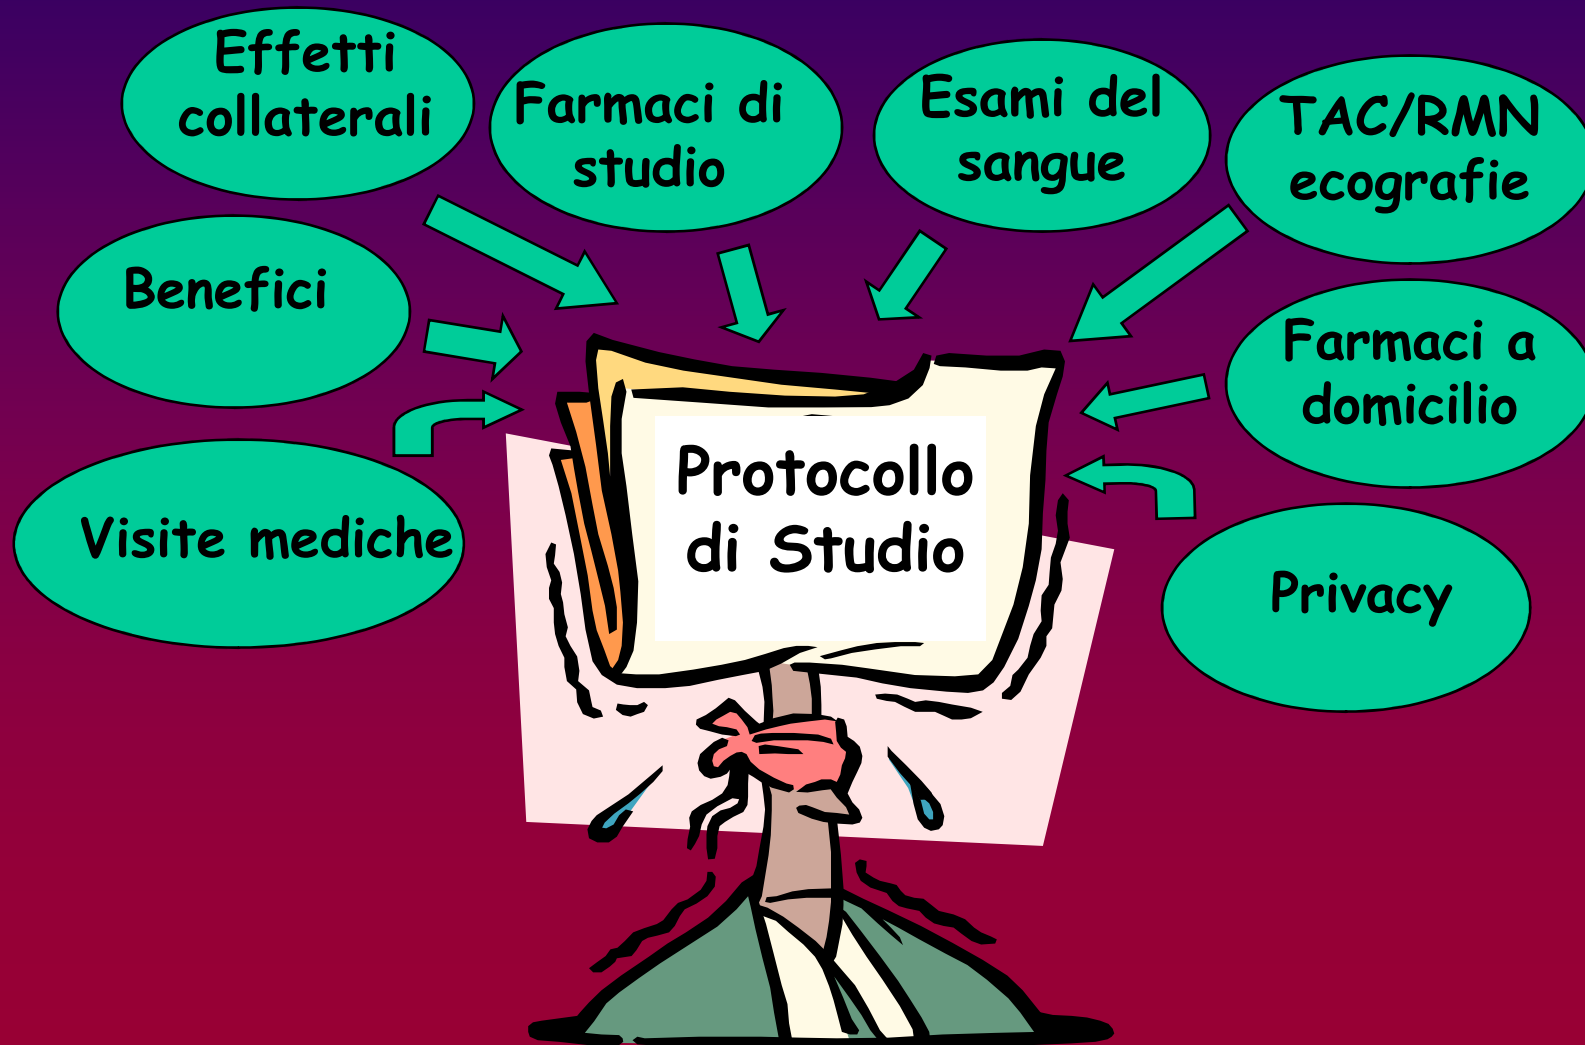 Effetti
collaterali
Farmaci di
studio
Esami del
sangue
TAC/RMN
ecografie
Benefici
Farmaci a
domicilio
Protocollo
di Studio
Visite mediche
Privacy